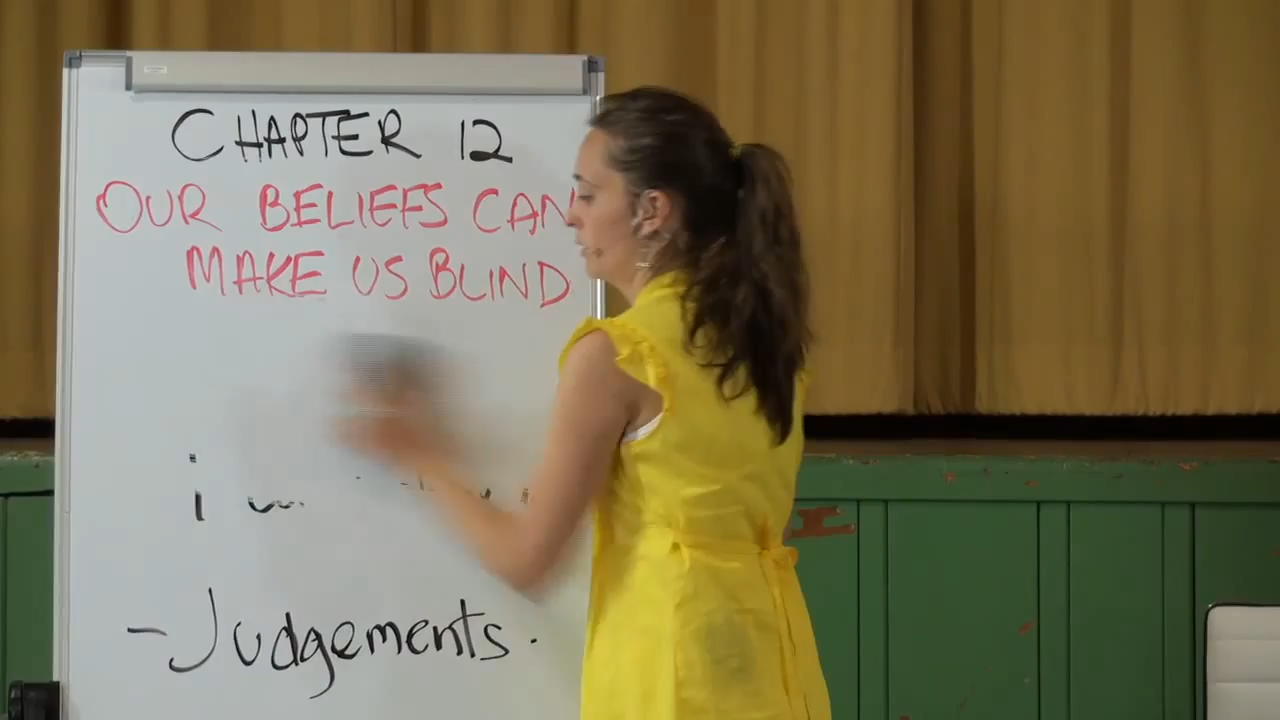 CHAPTER 12
OUR BELIEFS CAN
MAKE US BLIND
- Judgements.